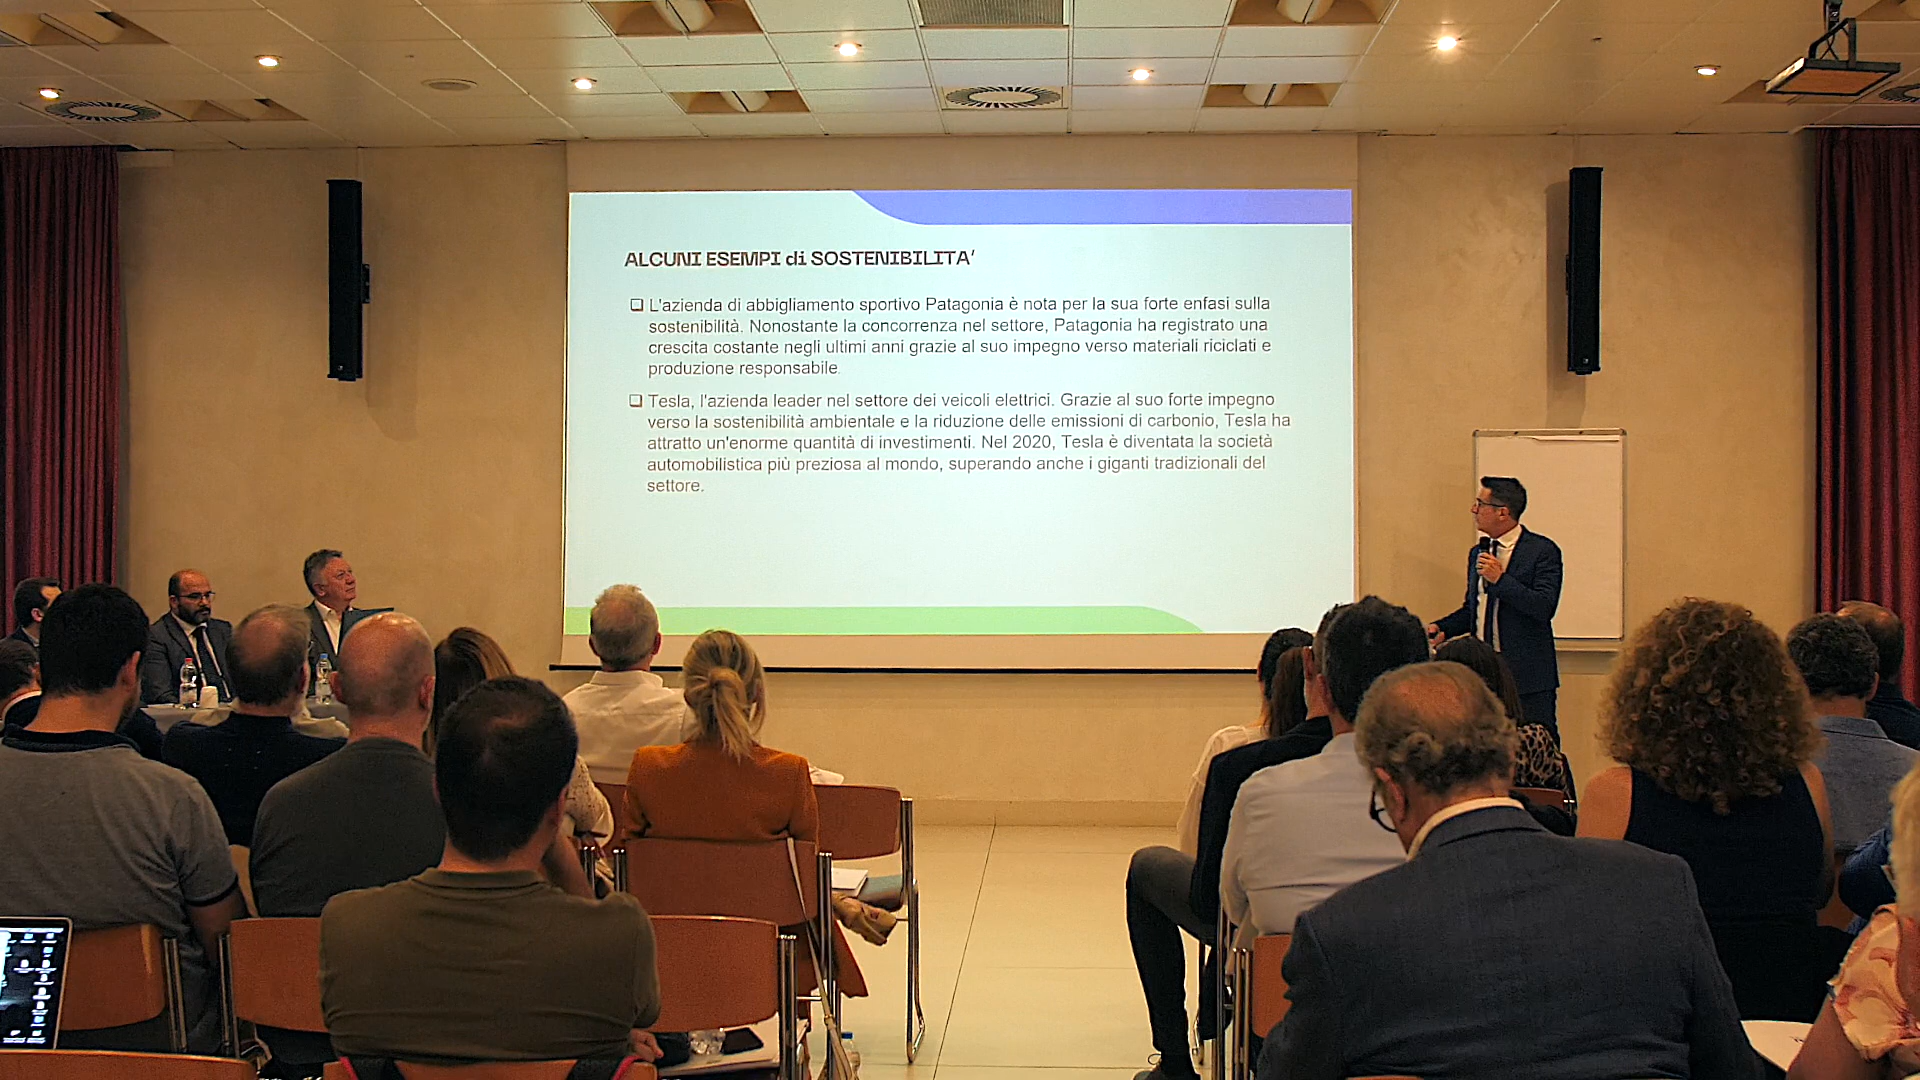 ALCUNI ESEMPI di SOSTENIBILITA'
L'azienda di abbigliamento sportivo Patagonia è nota per la sua forte enfasi sulla
sostenibilità. Nonostante la concorrenza nel settore, Patagonia ha registrato una
crescita costante negli ultimi anni grazie al suo impegno verso materiali riciclati e
produzione responsabile.
Tesla, l'azienda leader nel settore dei veicoli elettrici. Grazie al suo forte impegno
verso la sostenibilità ambientale e la riduzione delle emissioni di carbonio, Tesla ha
attratto un'enorme quantità di investimenti. Nel 2020, Tesla è diventata la società
automobilistica più preziosa al mondo, superando anche i giganti tradizionali del
settore.